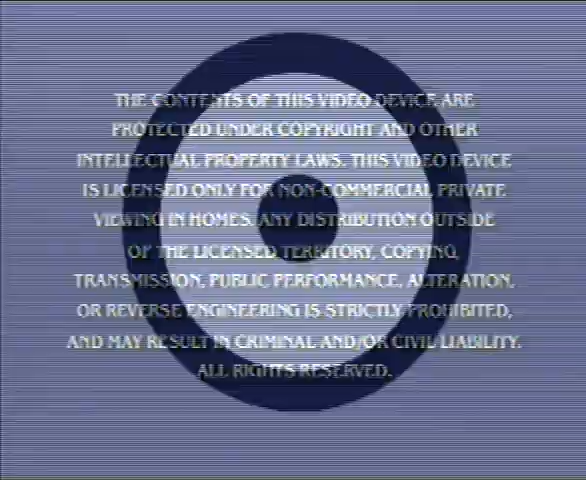 THE CONTENTS OF THIS VIDEO DEVICE ARE
PROTECTED UNDER COPYRIGHT AND OTHER
INTELLECTUAL PROPERTY LAWS. THIS VIDEO DEVICE
IS LICENSED ONLY FOR NON-COMMERCIAL PRIVATE
VIEWING IN HOMES. ANY DISTRIBUTION OUTSIDE
OF THE LICENSED TERRITORY, COPYING,
TRANSMISSION, PUBLIC PERFORMANCE, ALTERATION,
OR REVERSE ENGINEERING IS STRICTLY PROHIBITED,
AND MAY RESULT IN CRIMINAL AND/OR CIVIL LIABILITY.
ALL RIGHTS RESERVED.